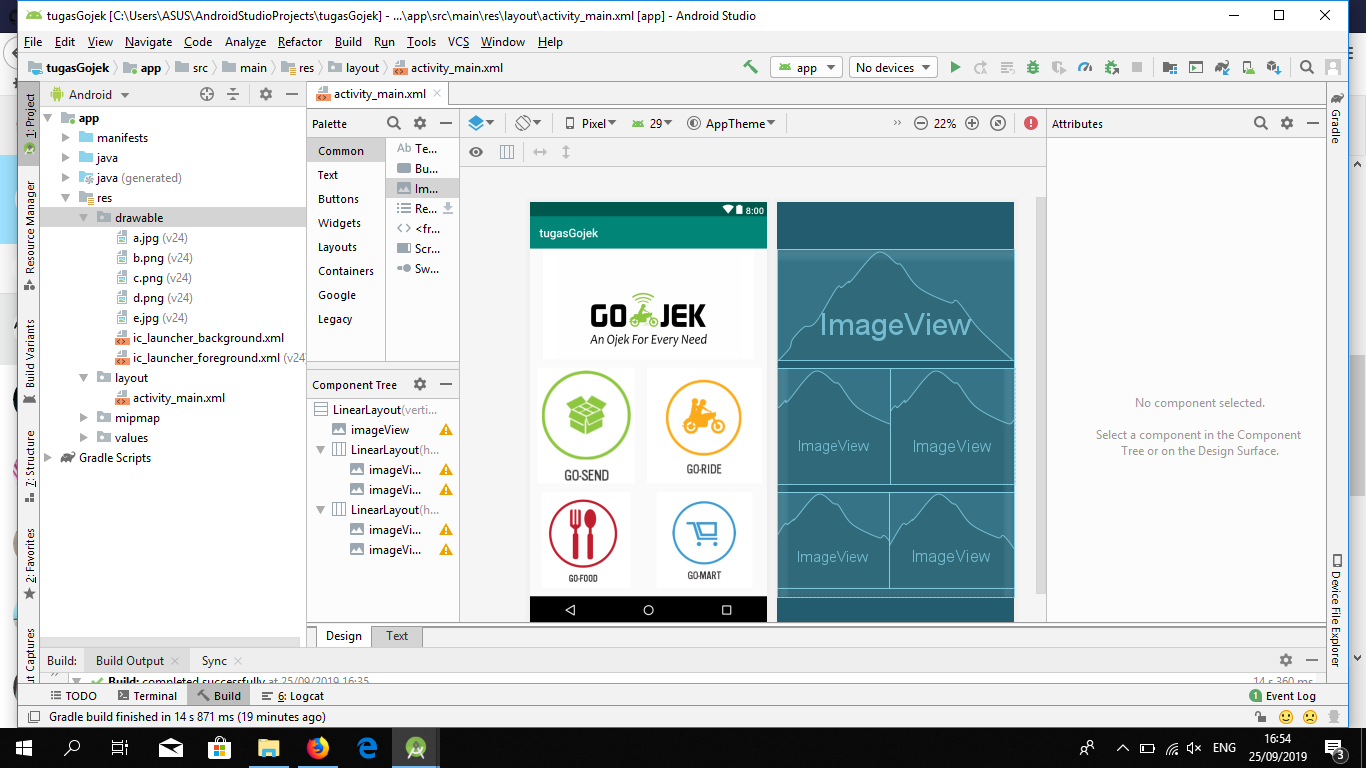 tugasGojek [C:\Users\ASUS\AndroidStudioProjects\tugasGojek] - ...\app\src\main\res\layout\activity_main.xml [app] - Android Studio
File Edit View Navigate Code Analyze Refactor Build Run Tools VCS Window Help
tugasGojek app src main res layout activity_main.xml
app No devices
1: Project
Resource Manager
Build Variants
7: Structure
2: Favorites
ut Captures
Android
app
manifests
java
java (generated)
res
drawable
a.jpg (v24)
b.png (v24)
c.png (v24)
d.png (v24)
e.jpg (v24)
ic_launcher_background.xml
ic_launcher_foreground.xml (v24
layout
activity_main.xml
mipmap
values
Gradle Scripts
activity_main.xml
Palette
Common
Text
Buttons
Widgets
Layouts
Containers
Google
Legacy
Ab Te...
Bu...
Im...
Re...
<fr...
Scr...
Sw...
Component Tree
LinearLayout(verti...
imageView
LinearLayout(h...
imageVi...
imageVi...
LinearLayout(h...
imageVi...
imageVi...
Pixel 29 AppTheme 22%
8:00
tugasGojek
GO JEK
An Ojek For Every Need
GO-SEND
GO-RIDE
GO-FOOD
GO-MART
ImageView
ImageView
ImageView
ImageView
ImageView
Attributes
No component selected.
Select a component in the Component
Tree or on the Design Surface.
Gradle
Device File Explorer
Design Text
Build: Build Output Sync
Build: completed successfully at 25/09/2019 16:35
14 s 360 ms
TODO Terminal Build 6: Logcat
1 Event Log
Gradle build finished in 14 s 871 ms (19 minutes ago)
ENG
16:54
25/09/2019
3